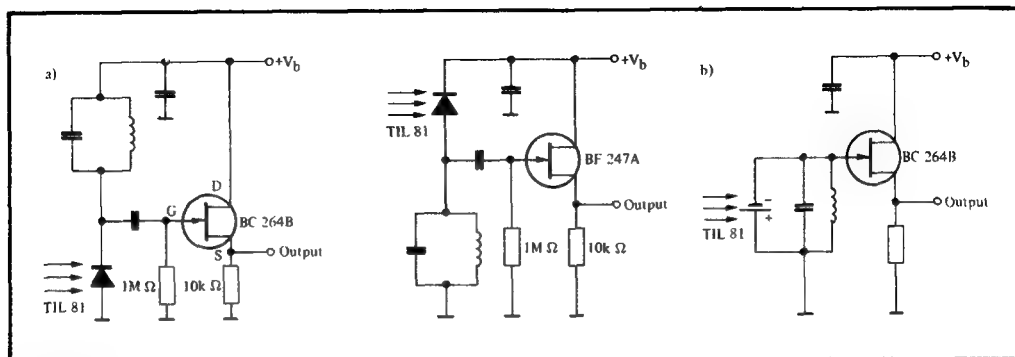 a)
+Vb
D
G
BC 264B
S
Output
1M Ω
10k Ω
TIL 81
+Vb
TIL 81
BF 247A
Output
1M Ω
10k Ω
b)
+Vb
BC 264B
−
+
TIL 81
Output